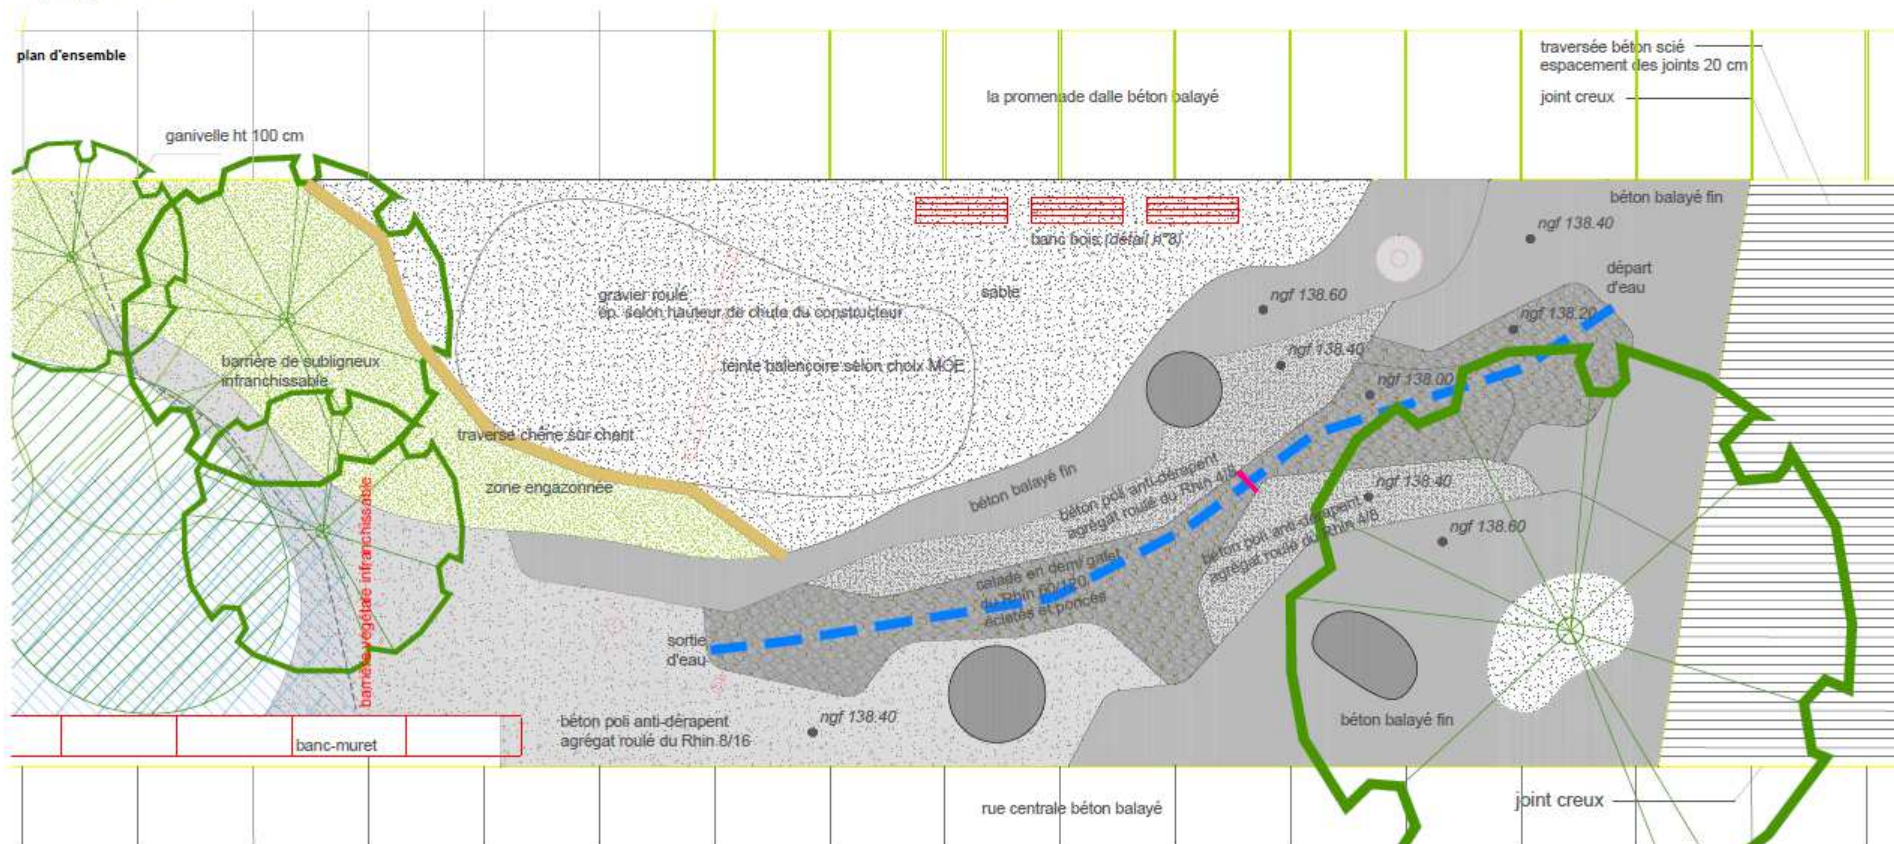 plan d'ensemble
traversée béton scié
espacement des joints 20 cm
la promenade dalle béton balayé
joint creux
ganivelle ht 100 cm
béton balayé fin
ngf 138.40
banc bois (détail n°8)
départ
d'eau
gravier roulé
ep. selon hauteur de chute du constructeur
sable
ngf 138.60
ngf 138.20
ngf 138.40
barrière de subligneux
infranchissable
teinte balençoire selon choix MOE
ngf 138.00
traverse chêne sur chant
zone engazonnée
béton balayé fin
béton poli anti-dérapent
agrégat roulé du Rhin 4/8
ngf 138.40
béton poli anti-dérapent
agrégat roulé du Rhin 4/8
ngf 138.60
barrière végétale infranchissable
calade en demi galet
du Rhin 60/120
éclatés et poncés
sortie
d'eau
ngf 138.40
béton poli anti-dérapent
agrégat roulé du Rhin 8/16
béton balayé fin
banc-muret
rue centrale béton balayé
joint creux